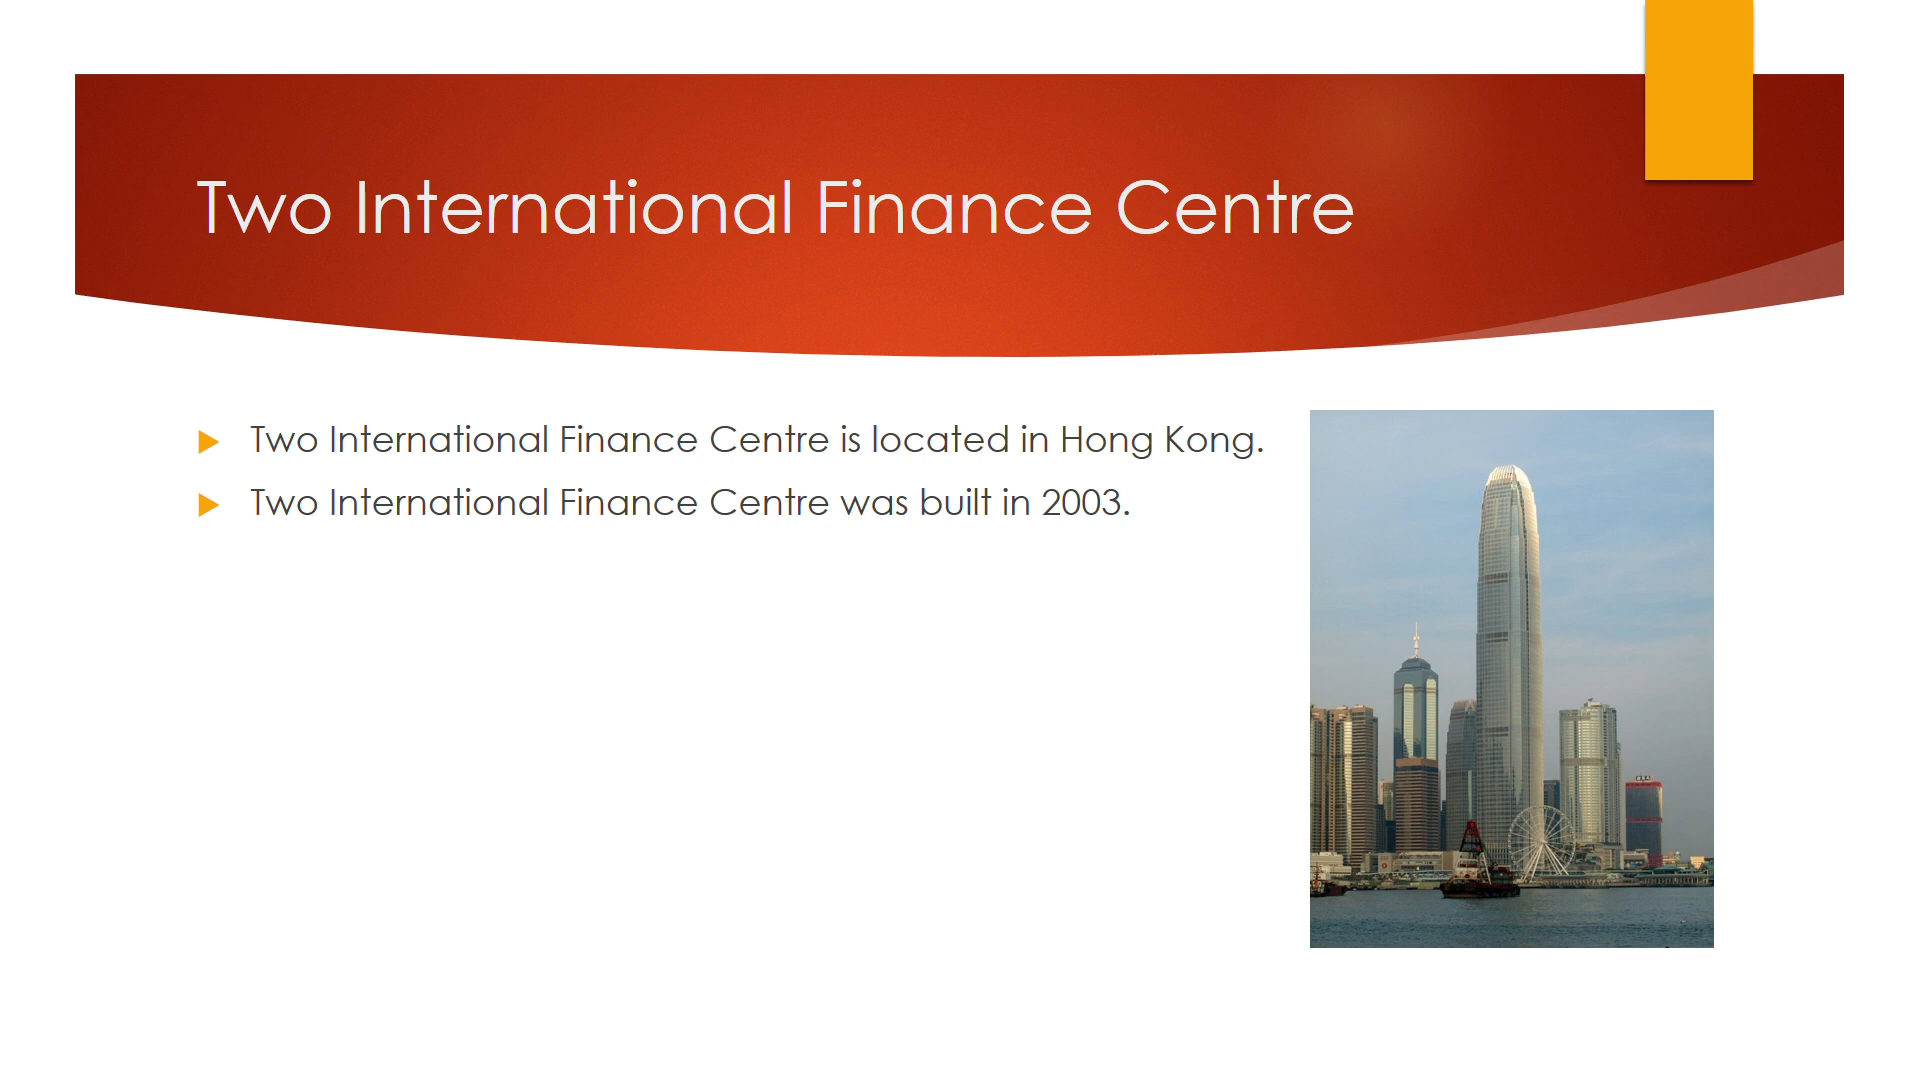 Two International Finance Centre
Two International Finance Centre is located in Hong Kong.
Two International Finance Centre was built in 2003.